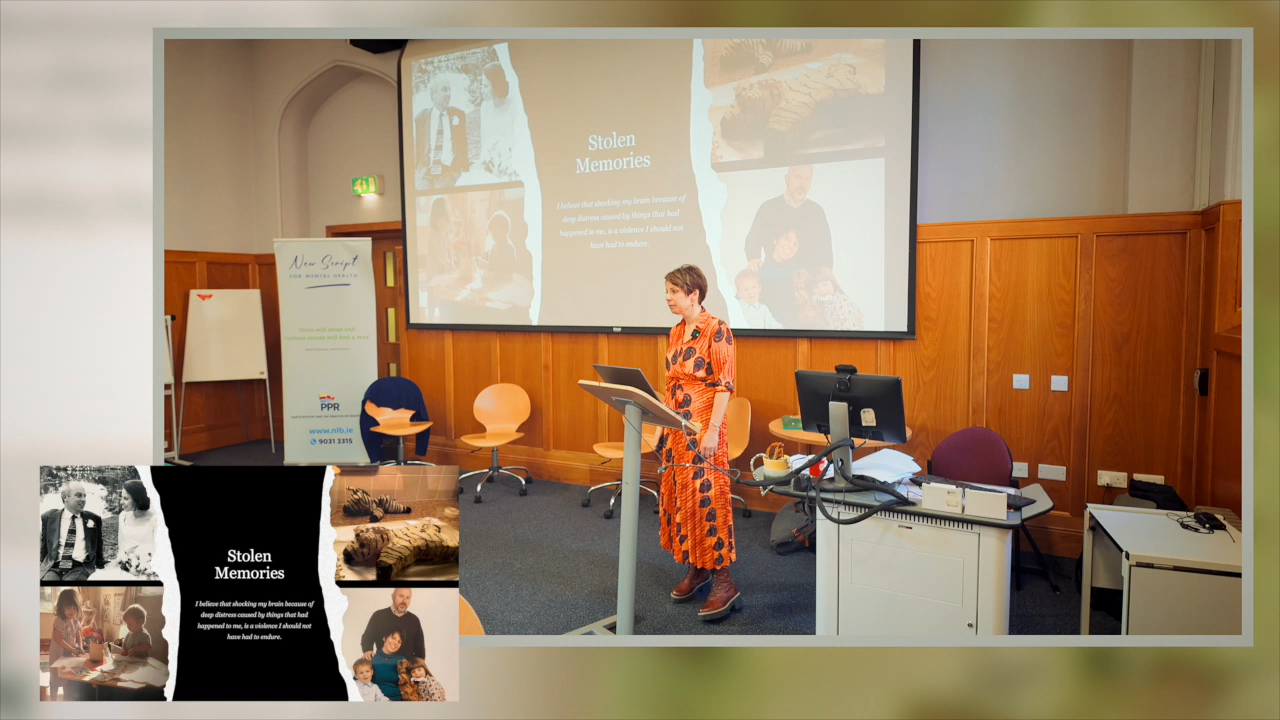 Stolen
Memories
I believe that shocking my brain because of
deep distress caused by things that had
happened to me, is a violence I should not
have had to endure.
New Script
FOR MENTAL HEALTH
PPR
www.nlb.ie
9031 3315
Stolen
Memories
I believe that shocking my brain because of
deep distress caused by things that had
happened to me, is a violence I should not
have had to endure.